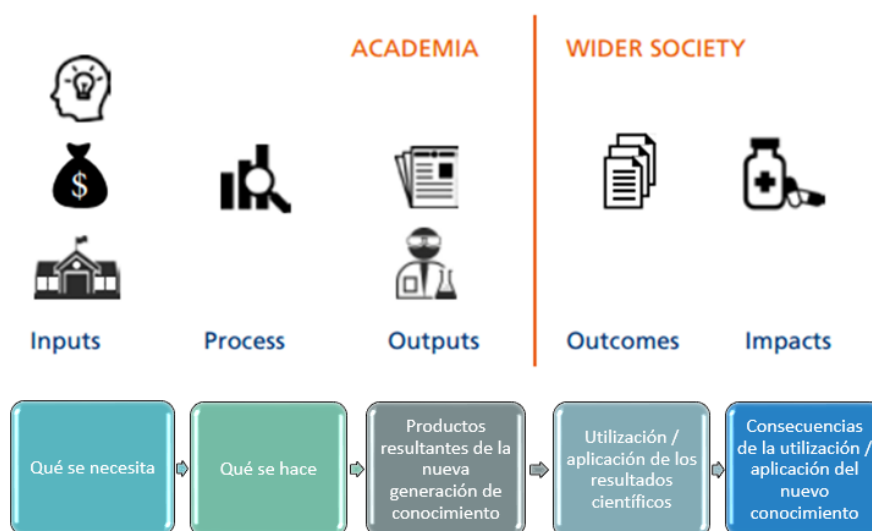 ACADEMIA
WIDER SOCIETY
$
Inputs
Process
Outputs
Outcomes
Impacts
Qué se necesita
Qué se hace
Productos
resultantes de la
nueva
generación de
conocimiento
Utilización /
aplicación de los
resultados
científicos
Consecuencias
de la utilización /
aplicación del
nuevo
conocimiento